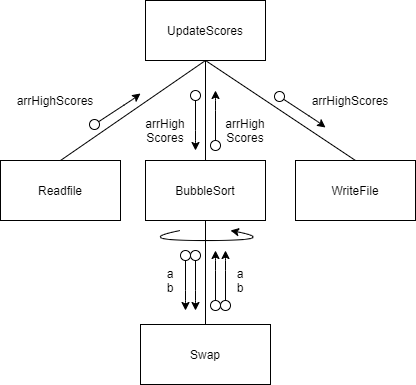 UpdateScores
arrHighScores
arrHigh
Scores
arrHigh
Scores
arrHighScores
Readfile
BubbleSort
WriteFile
a
b
a
b
Swap